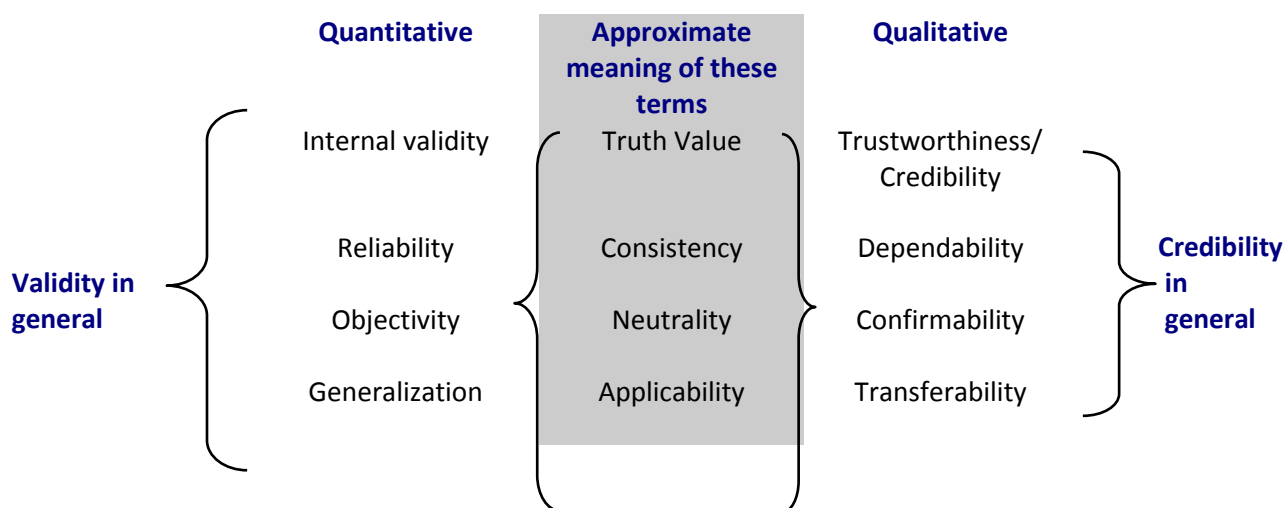 Quantitative
Approximate
meaning of these
terms
Qualitative
Internal validity
Truth Value
Trustworthiness/
Credibility
Reliability
Consistency
Dependability
Validity in
general
Credibility
in
general
Objectivity
Neutrality
Confirmability
Generalization
Applicability
Transferability